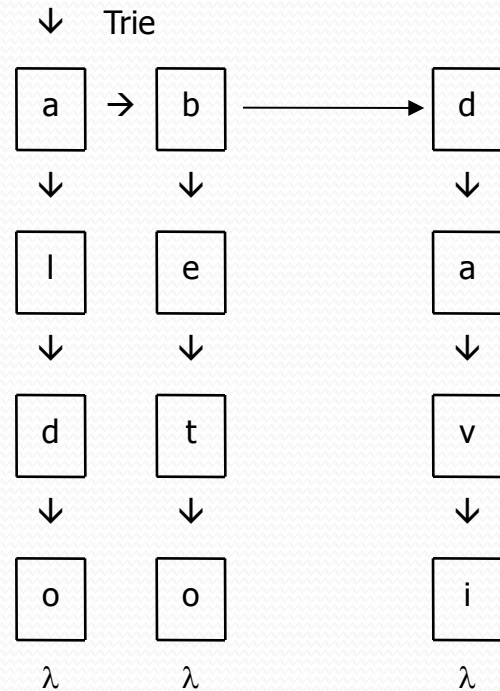 ↓ Trie
a → b → d
↓ ↓ ↓
l e a
↓ ↓ ↓
d t v
↓ ↓ ↓
o o i
λ λ λ